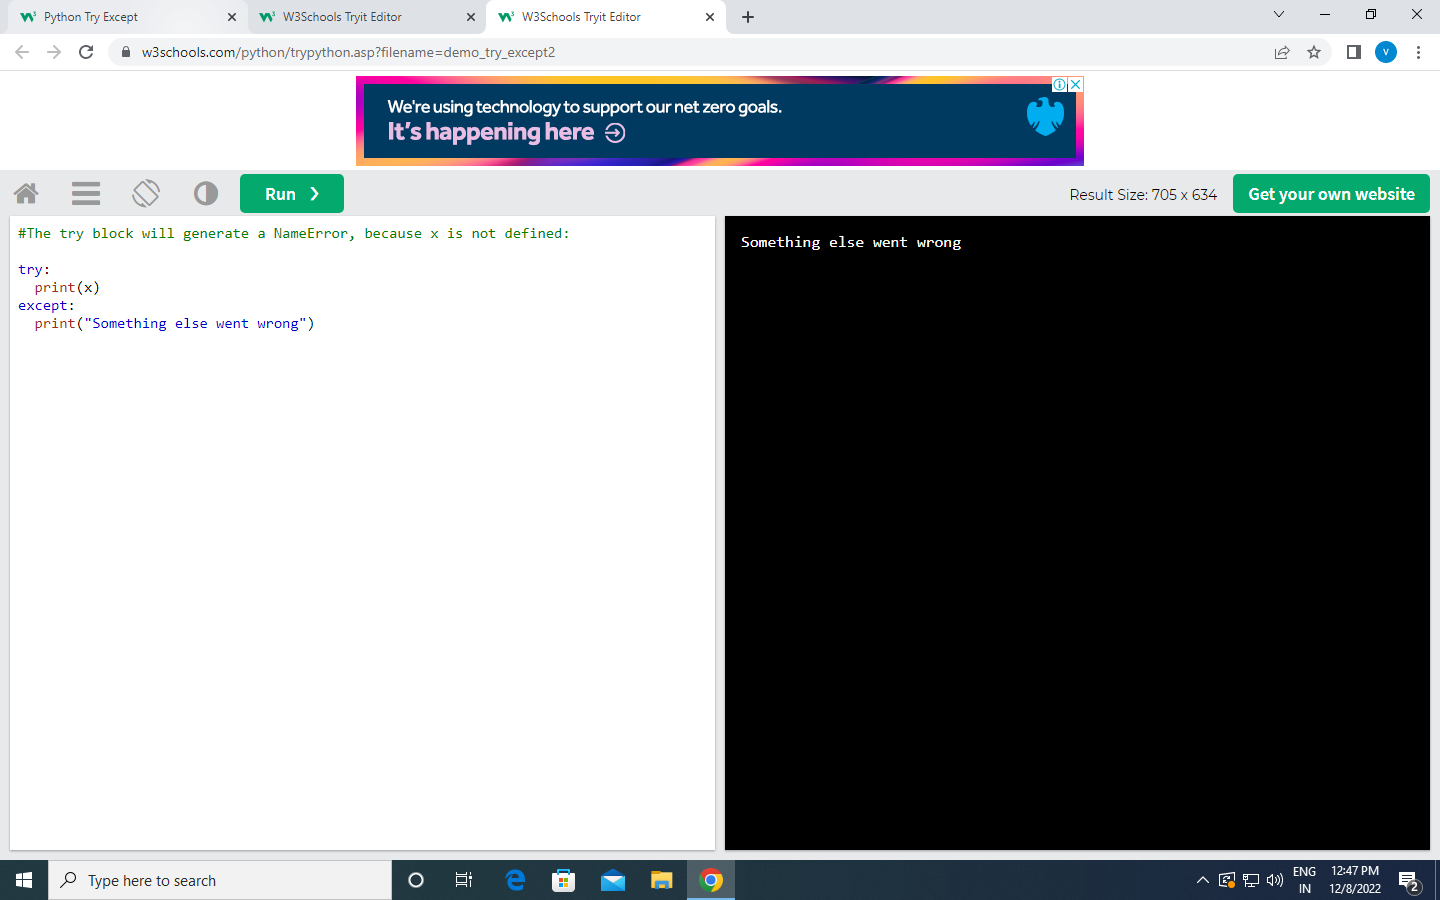 Python Try Except
W3Schools Tryit Editor
W3Schools Tryit Editor
w3schools.com/python/trypython.asp?filename=demo_try_except2
V
We're using technology to support our net zero goals.
It's happening here
Run ❯
Result Size: 705 x 634
Get your own website
#The try block will generate a NameError, because x is not defined:
try:
  print(x)
except:
  print("Something else went wrong")
Something else went wrong
Type here to search
ENG
IN
12:47 PM
12/8/2022
2